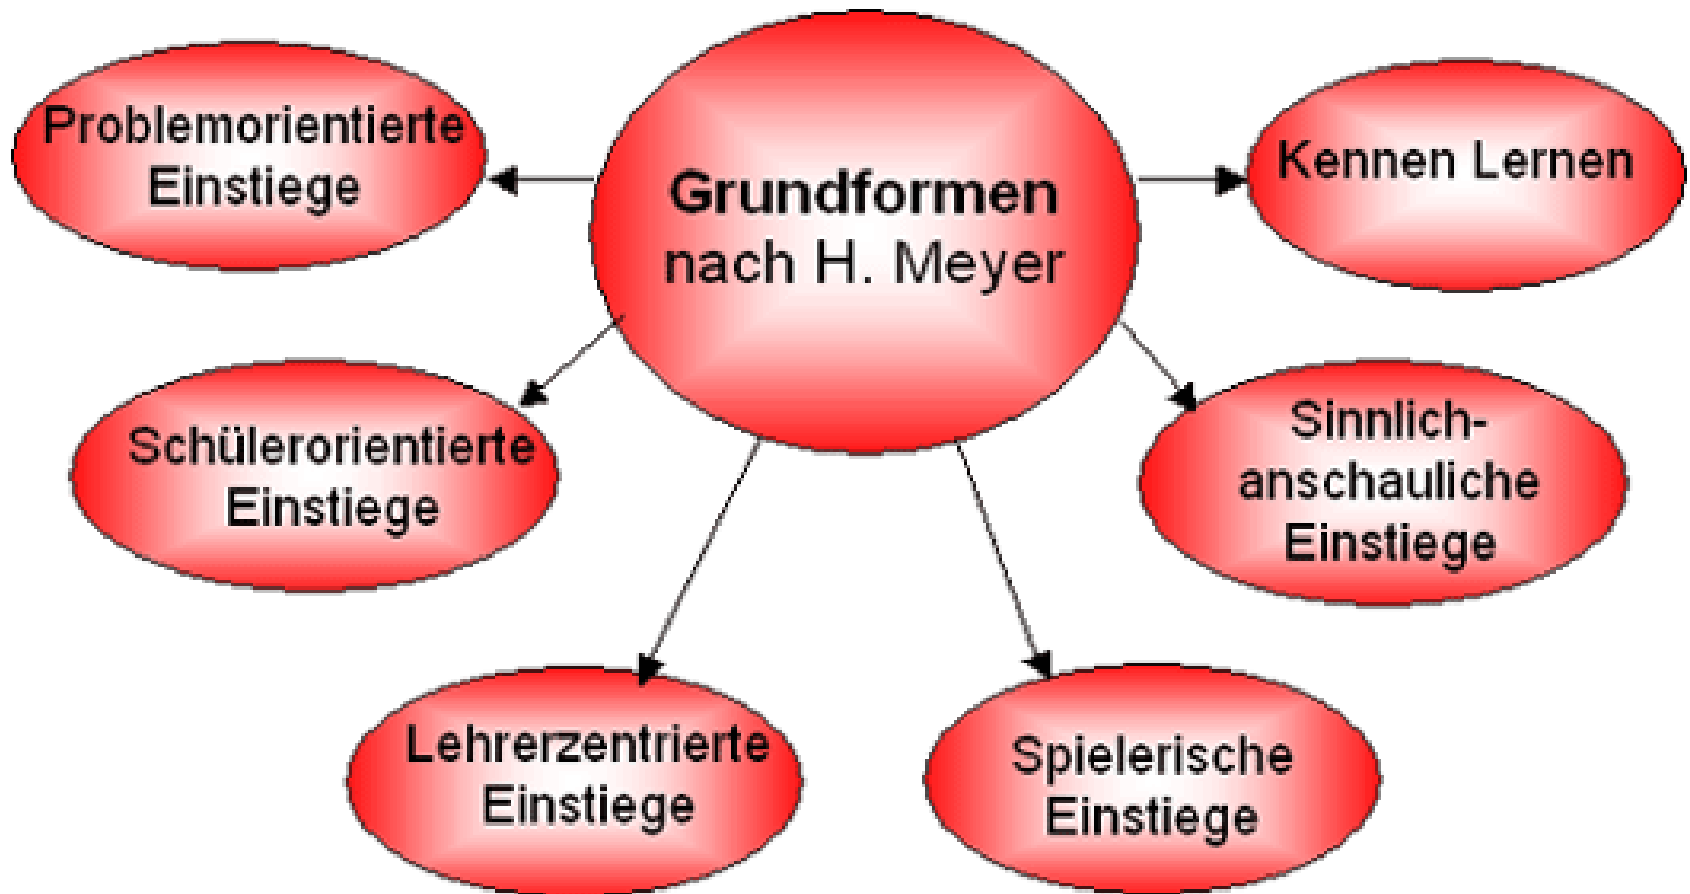 Grundformen
nach H. Meyer
Problemorientierte
Einstiege
Kennen Lernen
Schülerorientierte
Einstiege
Sinnlich-
anschauliche
Einstiege
Lehrerzentrierte
Einstiege
Spielerische
Einstiege